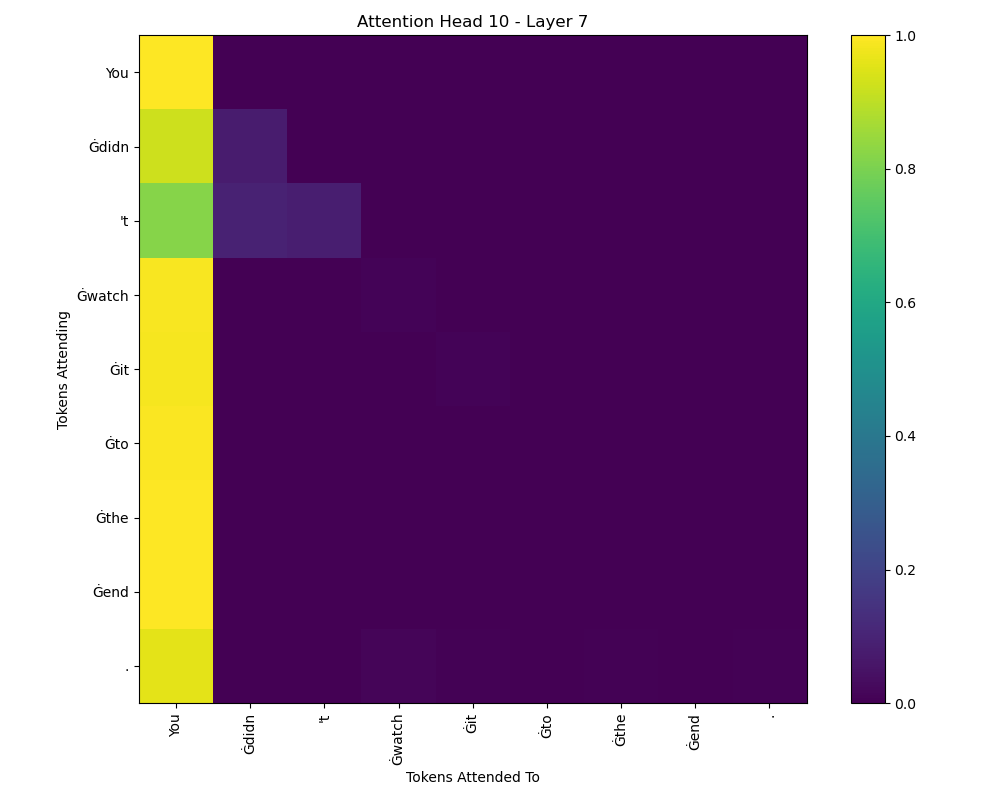 Attention Head 10 - Layer 7
Tokens Attending
You
Ġdidn
't
Ġwatch
Ġit
Ġto
Ġthe
Ġend
.
You
Ġdidn
't
Ġwatch
Ġit
Ġto
Ġthe
Ġend
.
Tokens Attended To
1.0
0.8
0.6
0.4
0.2
0.0